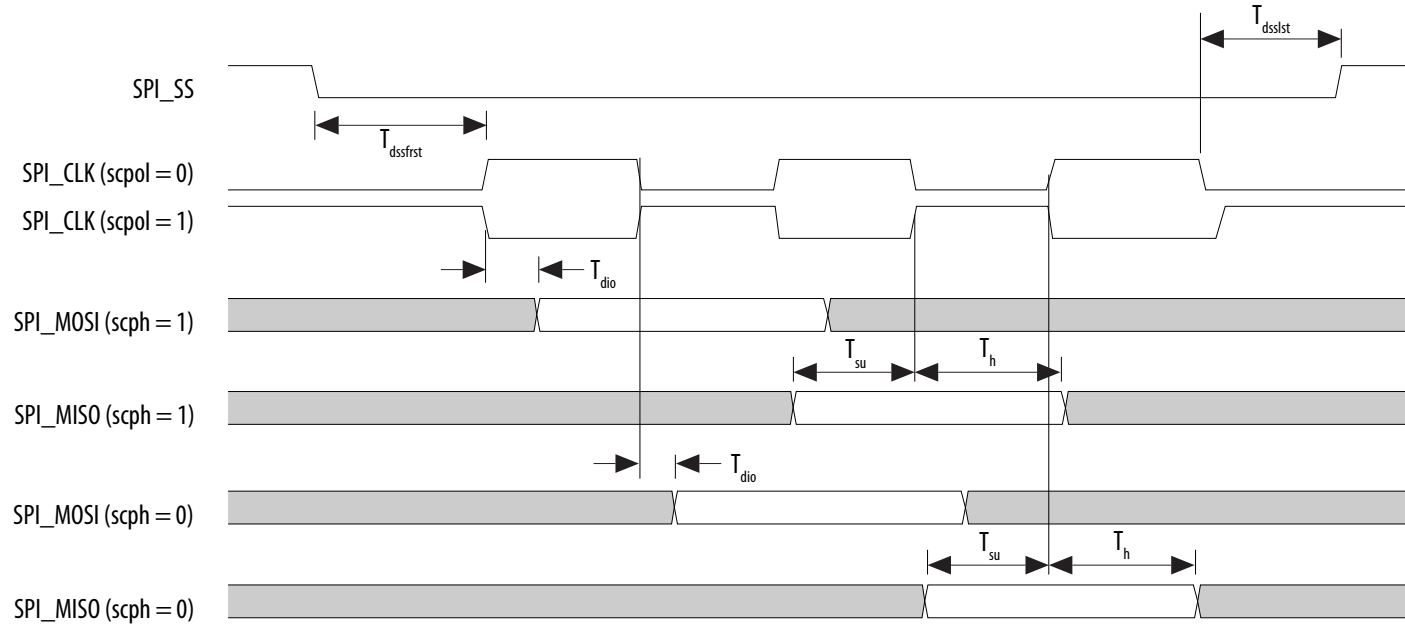 T_dsslst
SPI_SS
T_dssfrst
SPI_CLK (scpol = 0)
SPI_CLK (scpol = 1)
T_dio
SPI_MOSI (scph = 1)
T_su T_h
SPI_MISO (scph = 1)
T_dio
SPI_MOSI (scph = 0)
T_su T_h
SPI_MISO (scph = 0)